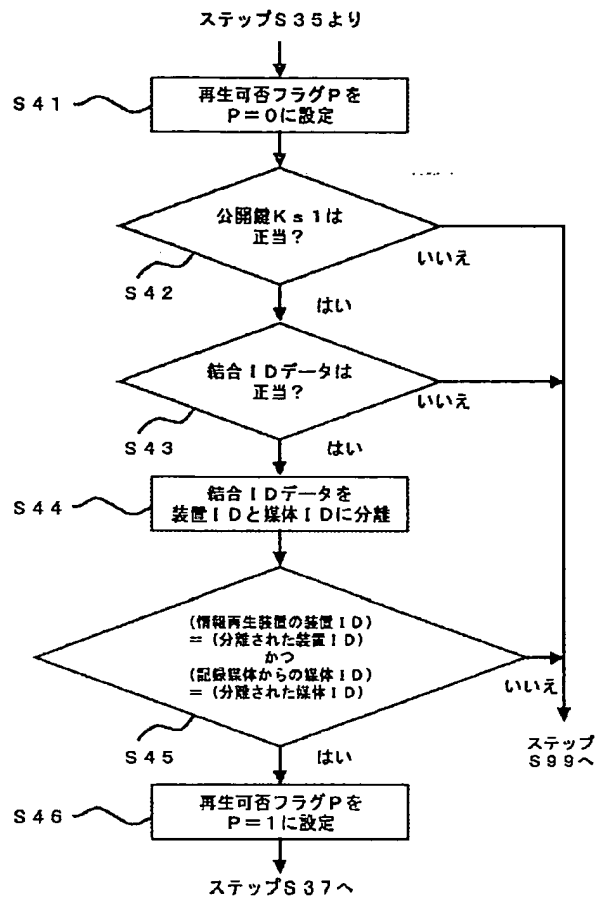 ステップS35より
S41
再生可否フラグPを
P=0に設定
公開鍵Ks1は
正当?
いいえ
S42
はい
結合IDデータは
正当?
いいえ
S43
はい
S44
結合IDデータを
装置IDと媒体IDに分離
(情報再生装置の装置ID)
=(分離された装置ID)
かつ
(記録媒体からの媒体ID)
=(分離された媒体ID)
いいえ
S45
はい
ステップ
S99へ
S46
再生可否フラグPを
P=1に設定
ステップS37へ